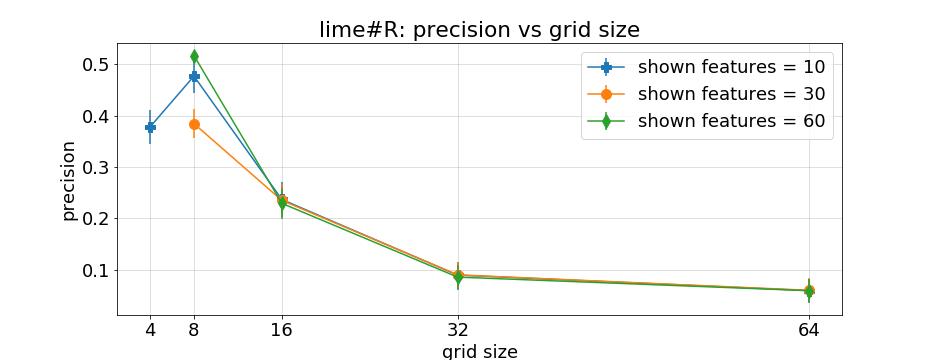 lime#R: precision vs grid size
shown features = 10
shown features = 30
shown features = 60
precision
0.5
0.4
0.3
0.2
0.1
4 8 16 32 64
grid size